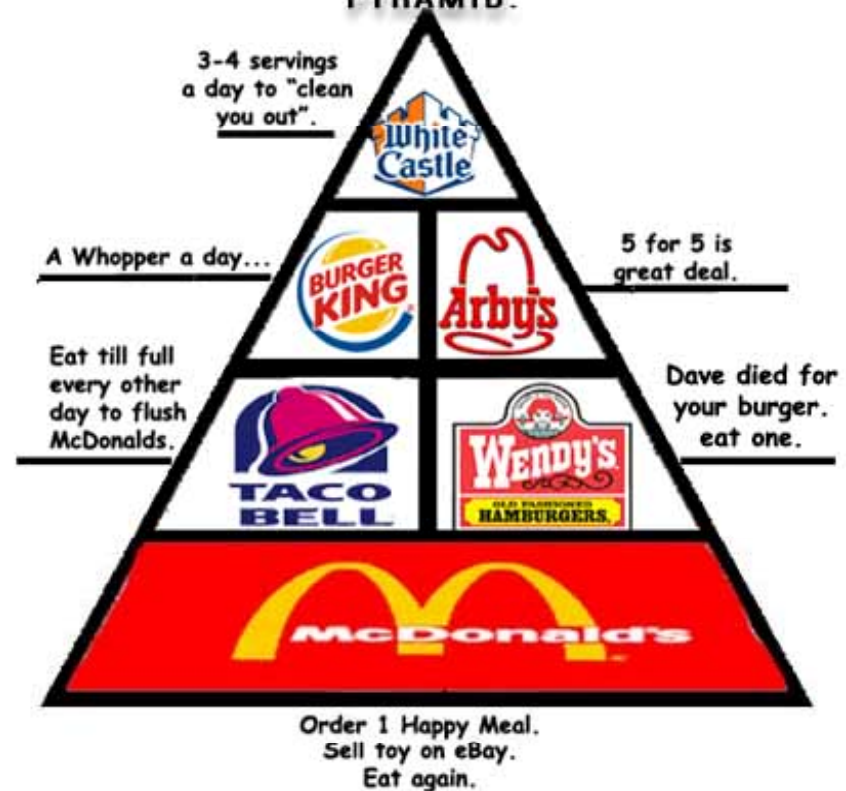 PYRAMID.
3-4 servings
a day to "clean
you out".
White
Castle
A Whopper a day...
BURGER
KING
Arby's
5 for 5 is
great deal.
Eat till full
every other
day to flush
McDonalds.
TACO
BELL
WENDY'S
OLD FASHIONED
HAMBURGERS.
Dave died for
your burger.
eat one.
McDonald's
Order 1 Happy Meal.
Sell toy on eBay.
Eat again.